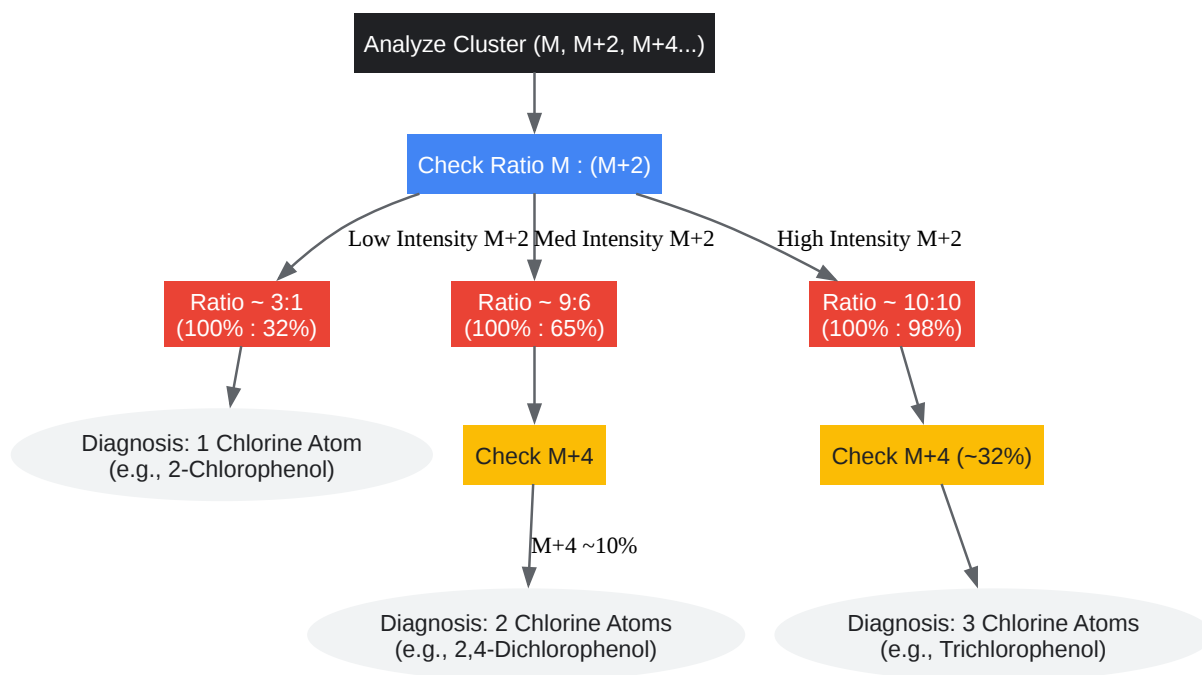 Analyze Cluster (M, M+2, M+4...)
Check Ratio M : (M+2)
Low Intensity M+2
Med Intensity M+2
High Intensity M+2
Ratio ~ 3:1
(100% : 32%)
Ratio ~ 9:6
(100% : 65%)
Ratio ~ 10:10
(100% : 98%)
Diagnosis: 1 Chlorine Atom
(e.g., 2-Chlorophenol)
Check M+4
Check M+4 (~32%)
M+4 ~10%
Diagnosis: 2 Chlorine Atoms
(e.g., 2,4-Dichlorophenol)
Diagnosis: 3 Chlorine Atoms
(e.g., Trichlorophenol)